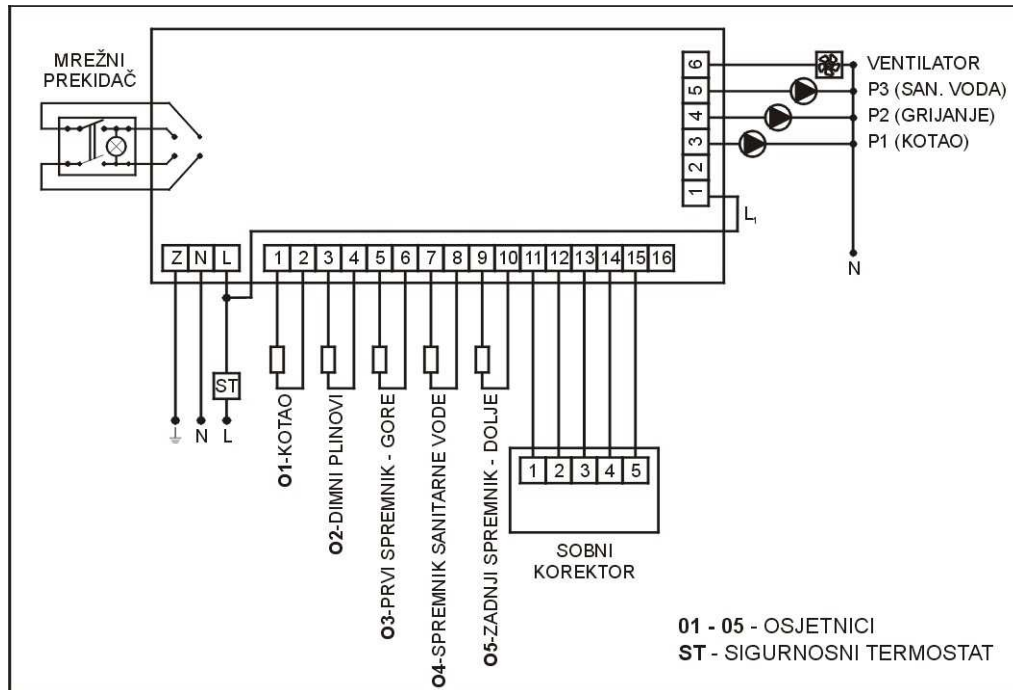 MREŽNI
PREKIDAČ
6
5
4
3
2
1
VENTILATOR
P3 (SAN. VODA)
P2 (GRIJANJE)
P1 (KOTAO)
L₁
N
Z N L
1 2 3 4 5 6 7 8 9 10 11 12 13 14 15 16
ST
N L
O1-KOTAO
O2-DIMNI PLINOVI
O3-PRVI SPREMNIK - GORE
O4-SPREMNIK SANITARNE VODE
O5-ZADNJI SPREMNIK - DOLJE
1 2 3 4 5
SOBNI
KOREKTOR
01 - 05 - OSJETNICI
ST - SIGURNOSNI TERMOSTAT